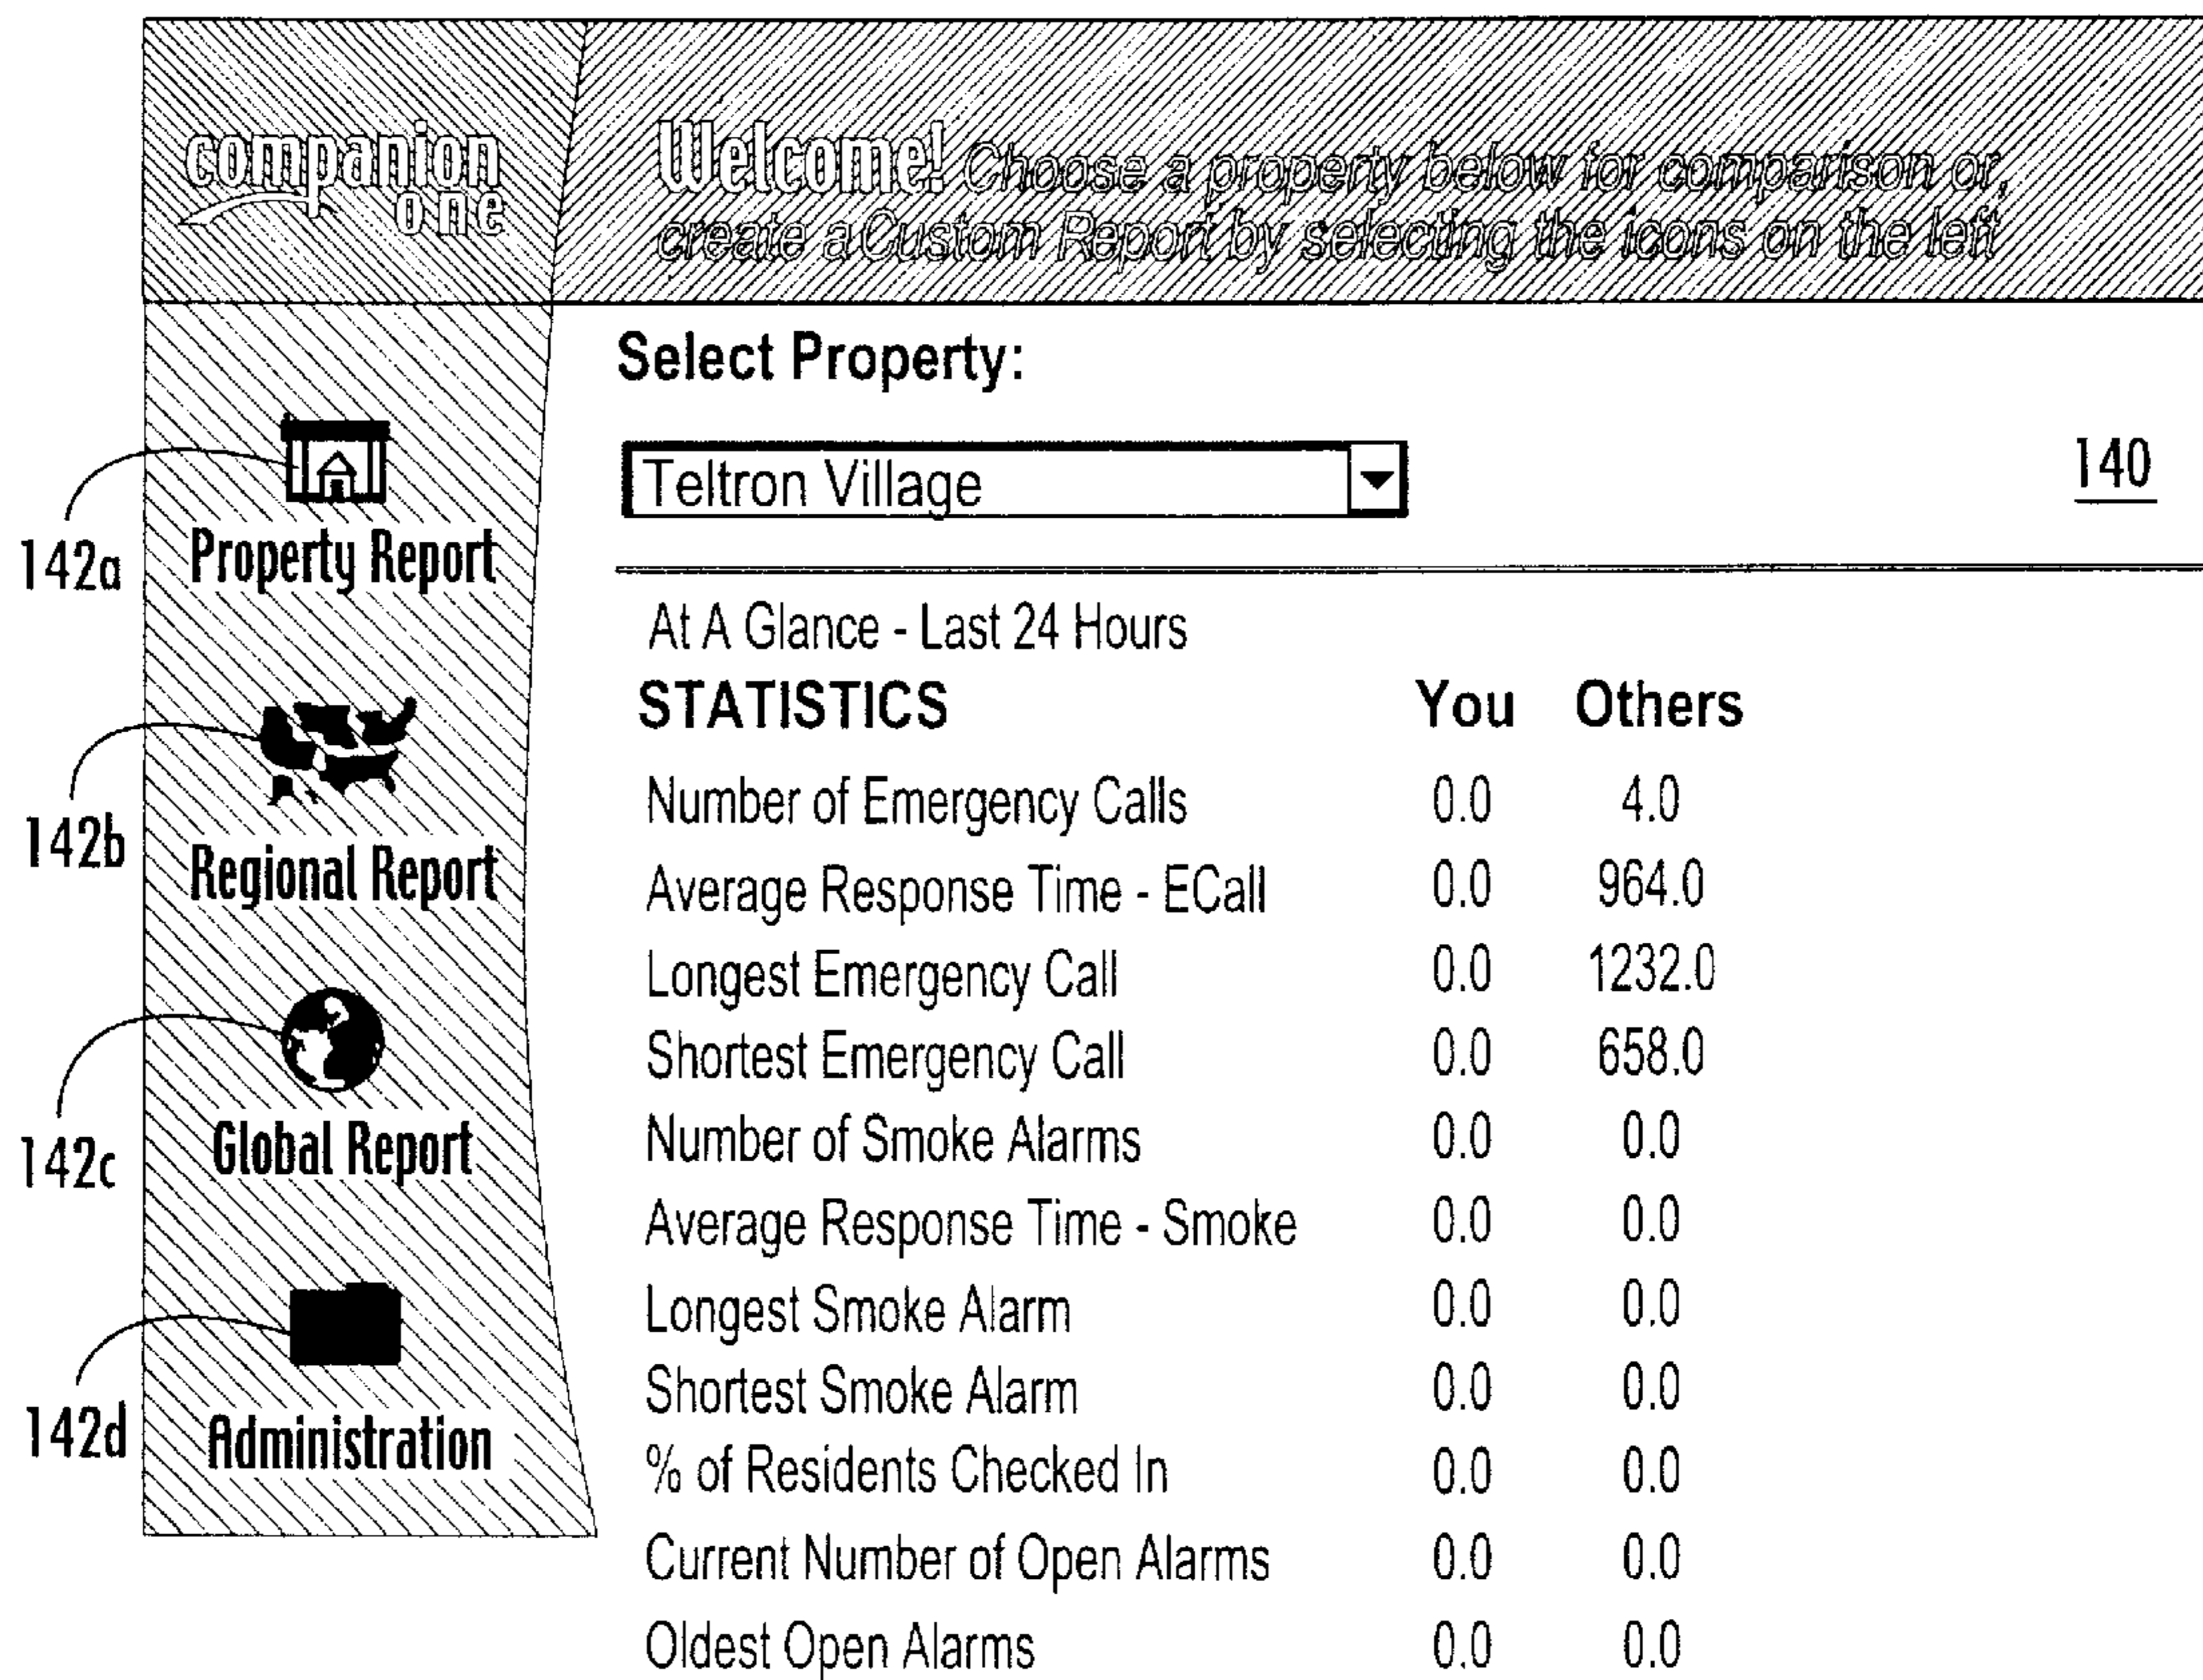 companion
one
Welcome! Choose a property below for comparison or,
create a Custom Report by selecting the icons on the left
Select Property:
Teltron Village
140
142a
Property Report
142b
Regional Report
142c
Global Report
142d
Administration
At A Glance - Last 24 Hours
STATISTICS You Others
Number of Emergency Calls 0.0 4.0
Average Response Time - ECall 0.0 964.0
Longest Emergency Call 0.0 1232.0
Shortest Emergency Call 0.0 658.0
Number of Smoke Alarms 0.0 0.0
Average Response Time - Smoke 0.0 0.0
Longest Smoke Alarm 0.0 0.0
Shortest Smoke Alarm 0.0 0.0
% of Residents Checked In 0.0 0.0
Current Number of Open Alarms 0.0 0.0
Oldest Open Alarms 0.0 0.0